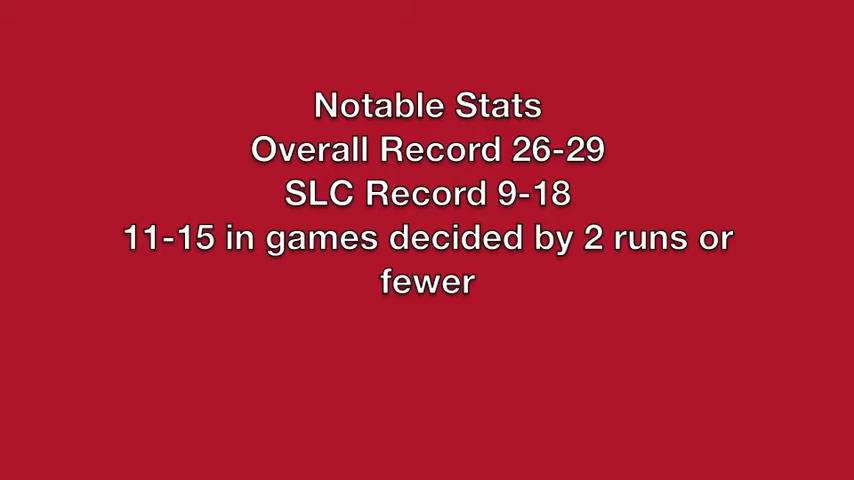 Notable Stats
Overall Record 26-29
SLC Record 9-18
11-15 in games decided by 2 runs or
fewer